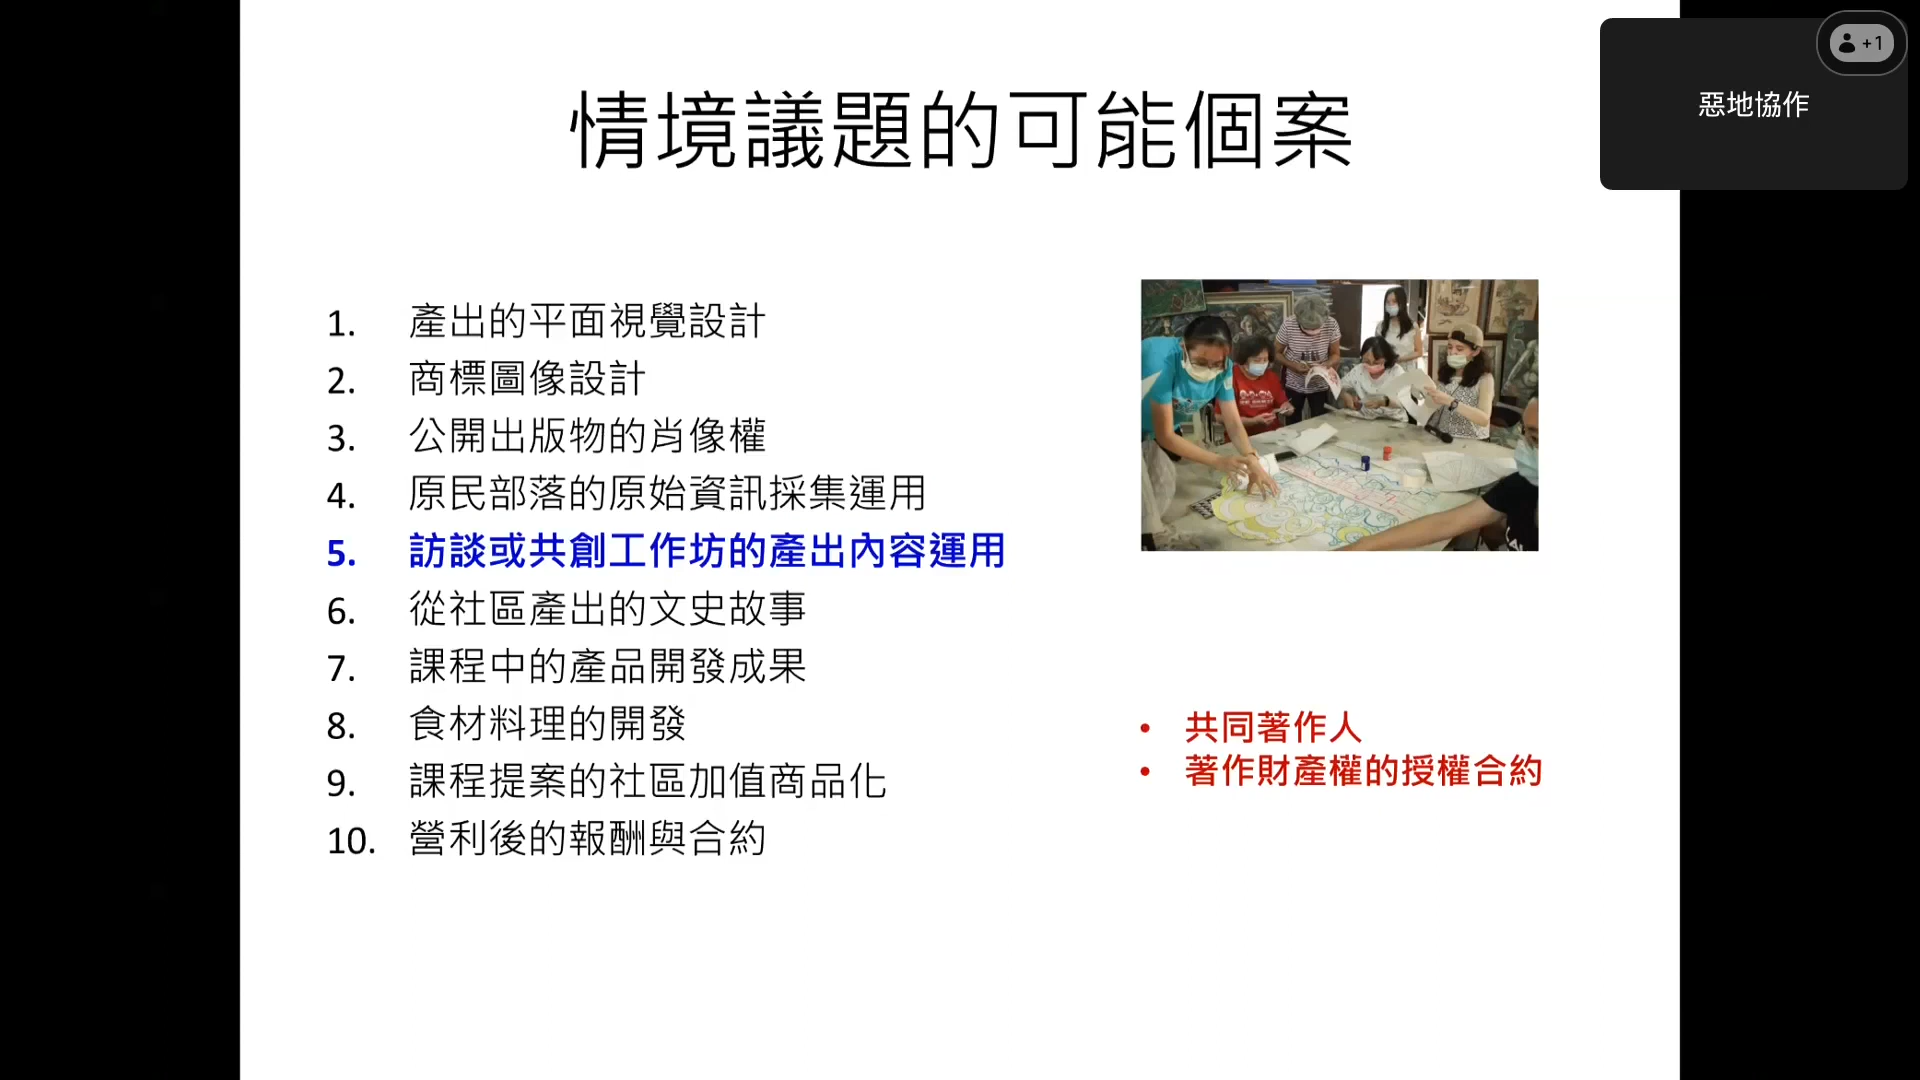 情境議題的可能個案
+1
惡地協作
1. 產出的平面視覺設計
2. 商標圖像設計
3. 公開出版物的肖像權
4. 原民部落的原始資訊採集運用
5. 訪談或共創工作坊的產出內容運用
6. 從社區產出的文史故事
7. 課程中的產品開發成果
8. 食材料理的開發
9. 課程提案的社區加值商品化
10. 營利後的報酬與合約
• 共同著作人
• 著作財產權的授權合約